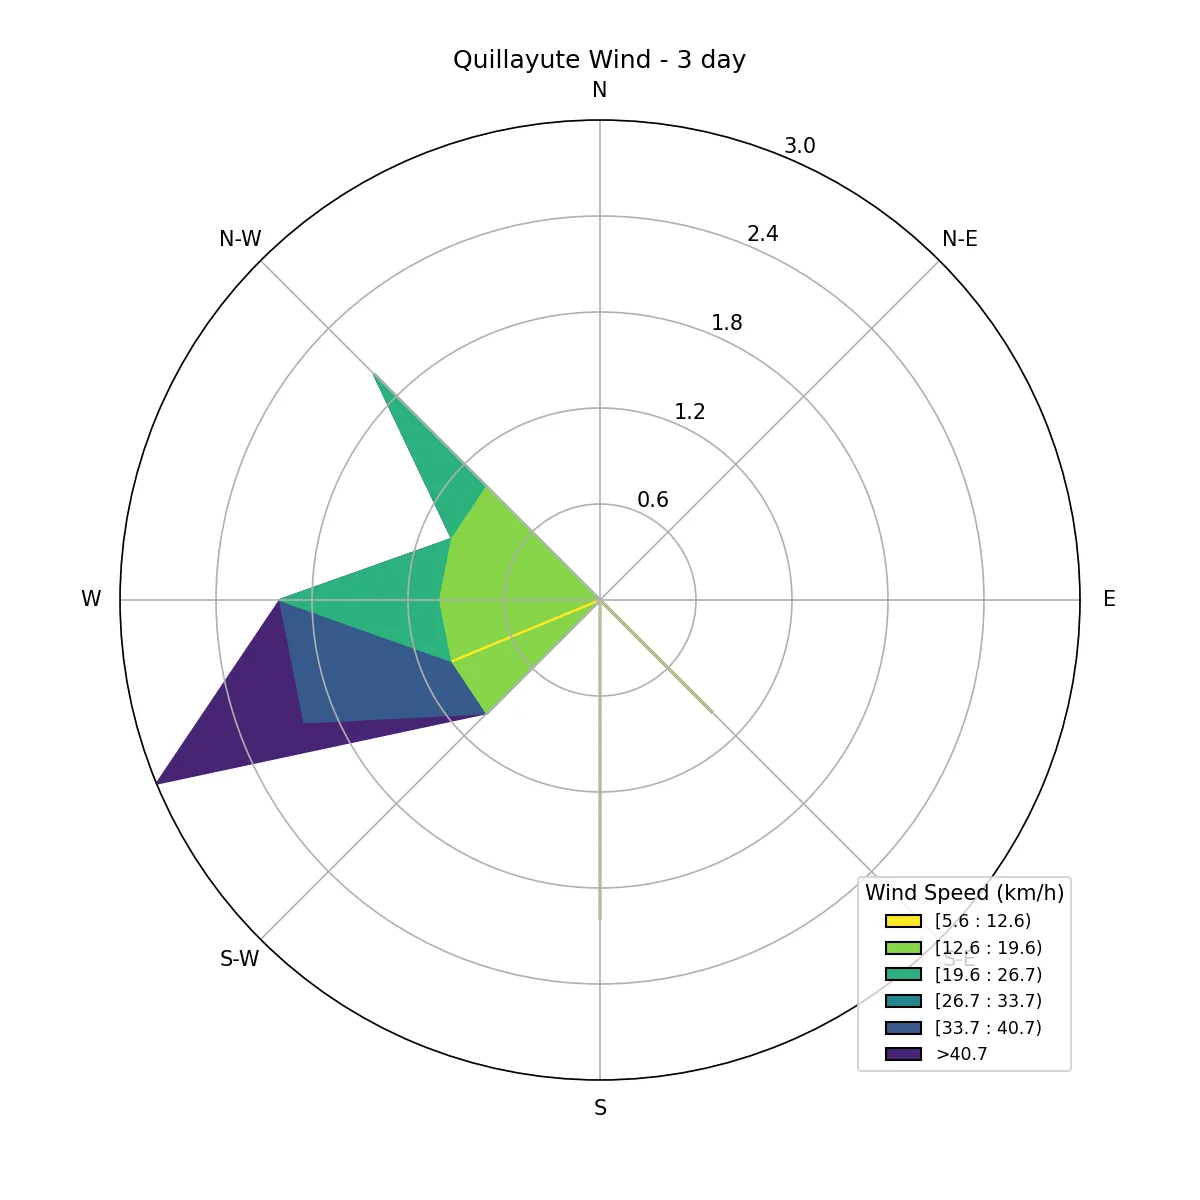 Quillayute Wind - 3 day
N
3.0
N-W
2.4
N-E
1.8
1.2
0.6
W
E
Wind Speed (km/h)
[5.6 : 12.6)
[12.6 : 19.6)
S-W
S-E
[19.6 : 26.7)
[26.7 : 33.7)
[33.7 : 40.7)
>40.7
S